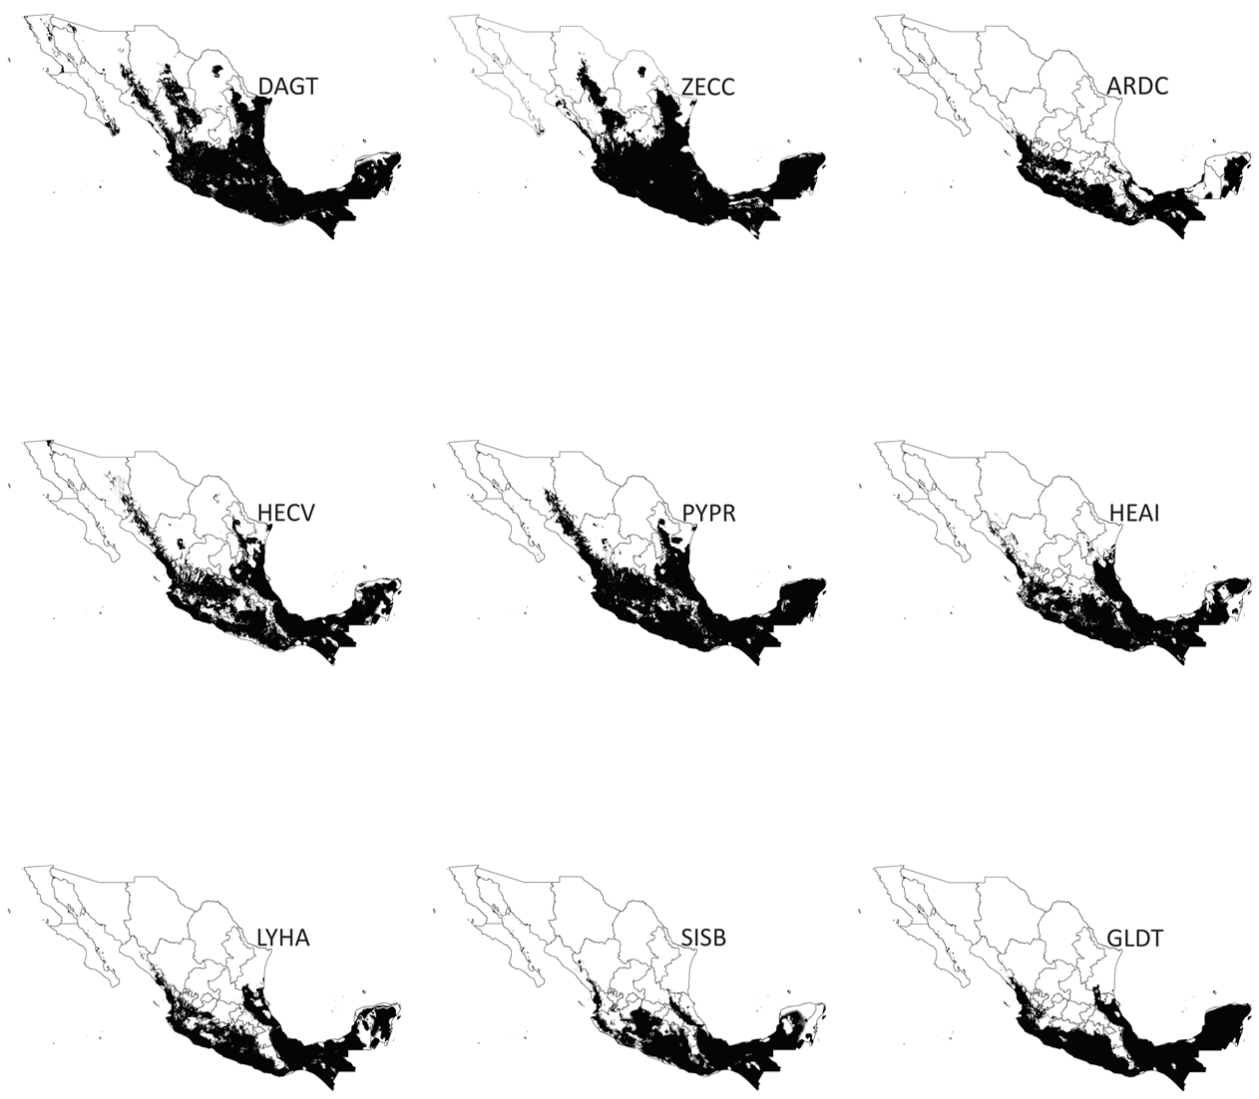 DAGT
ZECC
ARDC
HECV
PYPR
HEAI
LYHA
SISB
GLDT